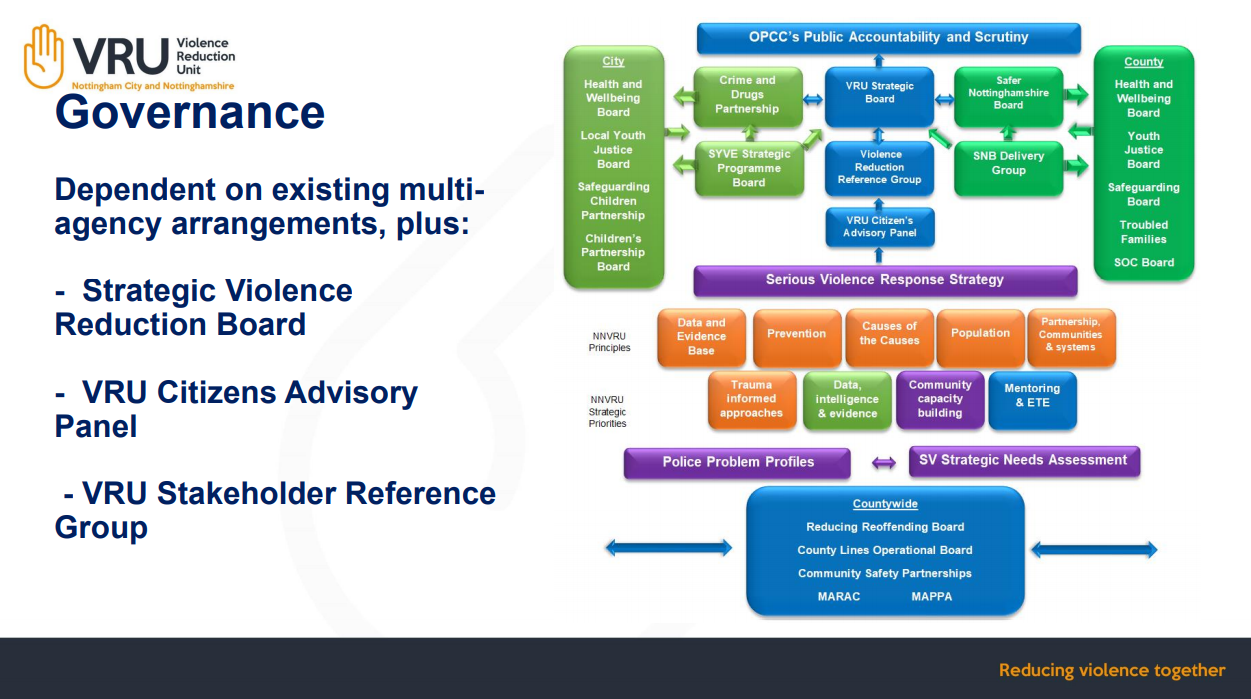 VRU
Violence
Reduction
Unit
Nottingham City and Nottinghamshire
Governance
Dependent on existing multi-
agency arrangements, plus:
- Strategic Violence
Reduction Board
- VRU Citizens Advisory
Panel
- VRU Stakeholder Reference
Group
OPCC's Public Accountability and Scrutiny
City
Health and
Wellbeing
Board
Local Youth
Justice
Board
Safeguarding
Children
Partnership
Children's
Partnership
Board
Crime and
Drugs
Partnership
VRU Strategic
Board
Safer
Nottinghamshire
Board
SYVE Strategic
Programme
Board
Violence
Reduction
Reference Group
SNB Delivery
Group
VRU Citizen's
Advisory Panel
County
Health and
Wellbeing
Board
Youth
Justice
Board
Safeguarding
Board
Troubled
Families
SOC Board
Serious Violence Response Strategy
NNVRU
Principles
Data and
Evidence
Base
Prevention
Causes of
the Causes
Population
Partnership,
Communities
& systems
NNVRU
Strategic
Priorities
Trauma
informed
approaches
Data,
intelligence
& evidence
Community
capacity
building
Mentoring
& ETE
Police Problem Profiles
SV Strategic Needs Assessment
Countywide
Reducing Reoffending Board
County Lines Operational Board
Community Safety Partnerships
MARAC MAPPA
Reducing violence together